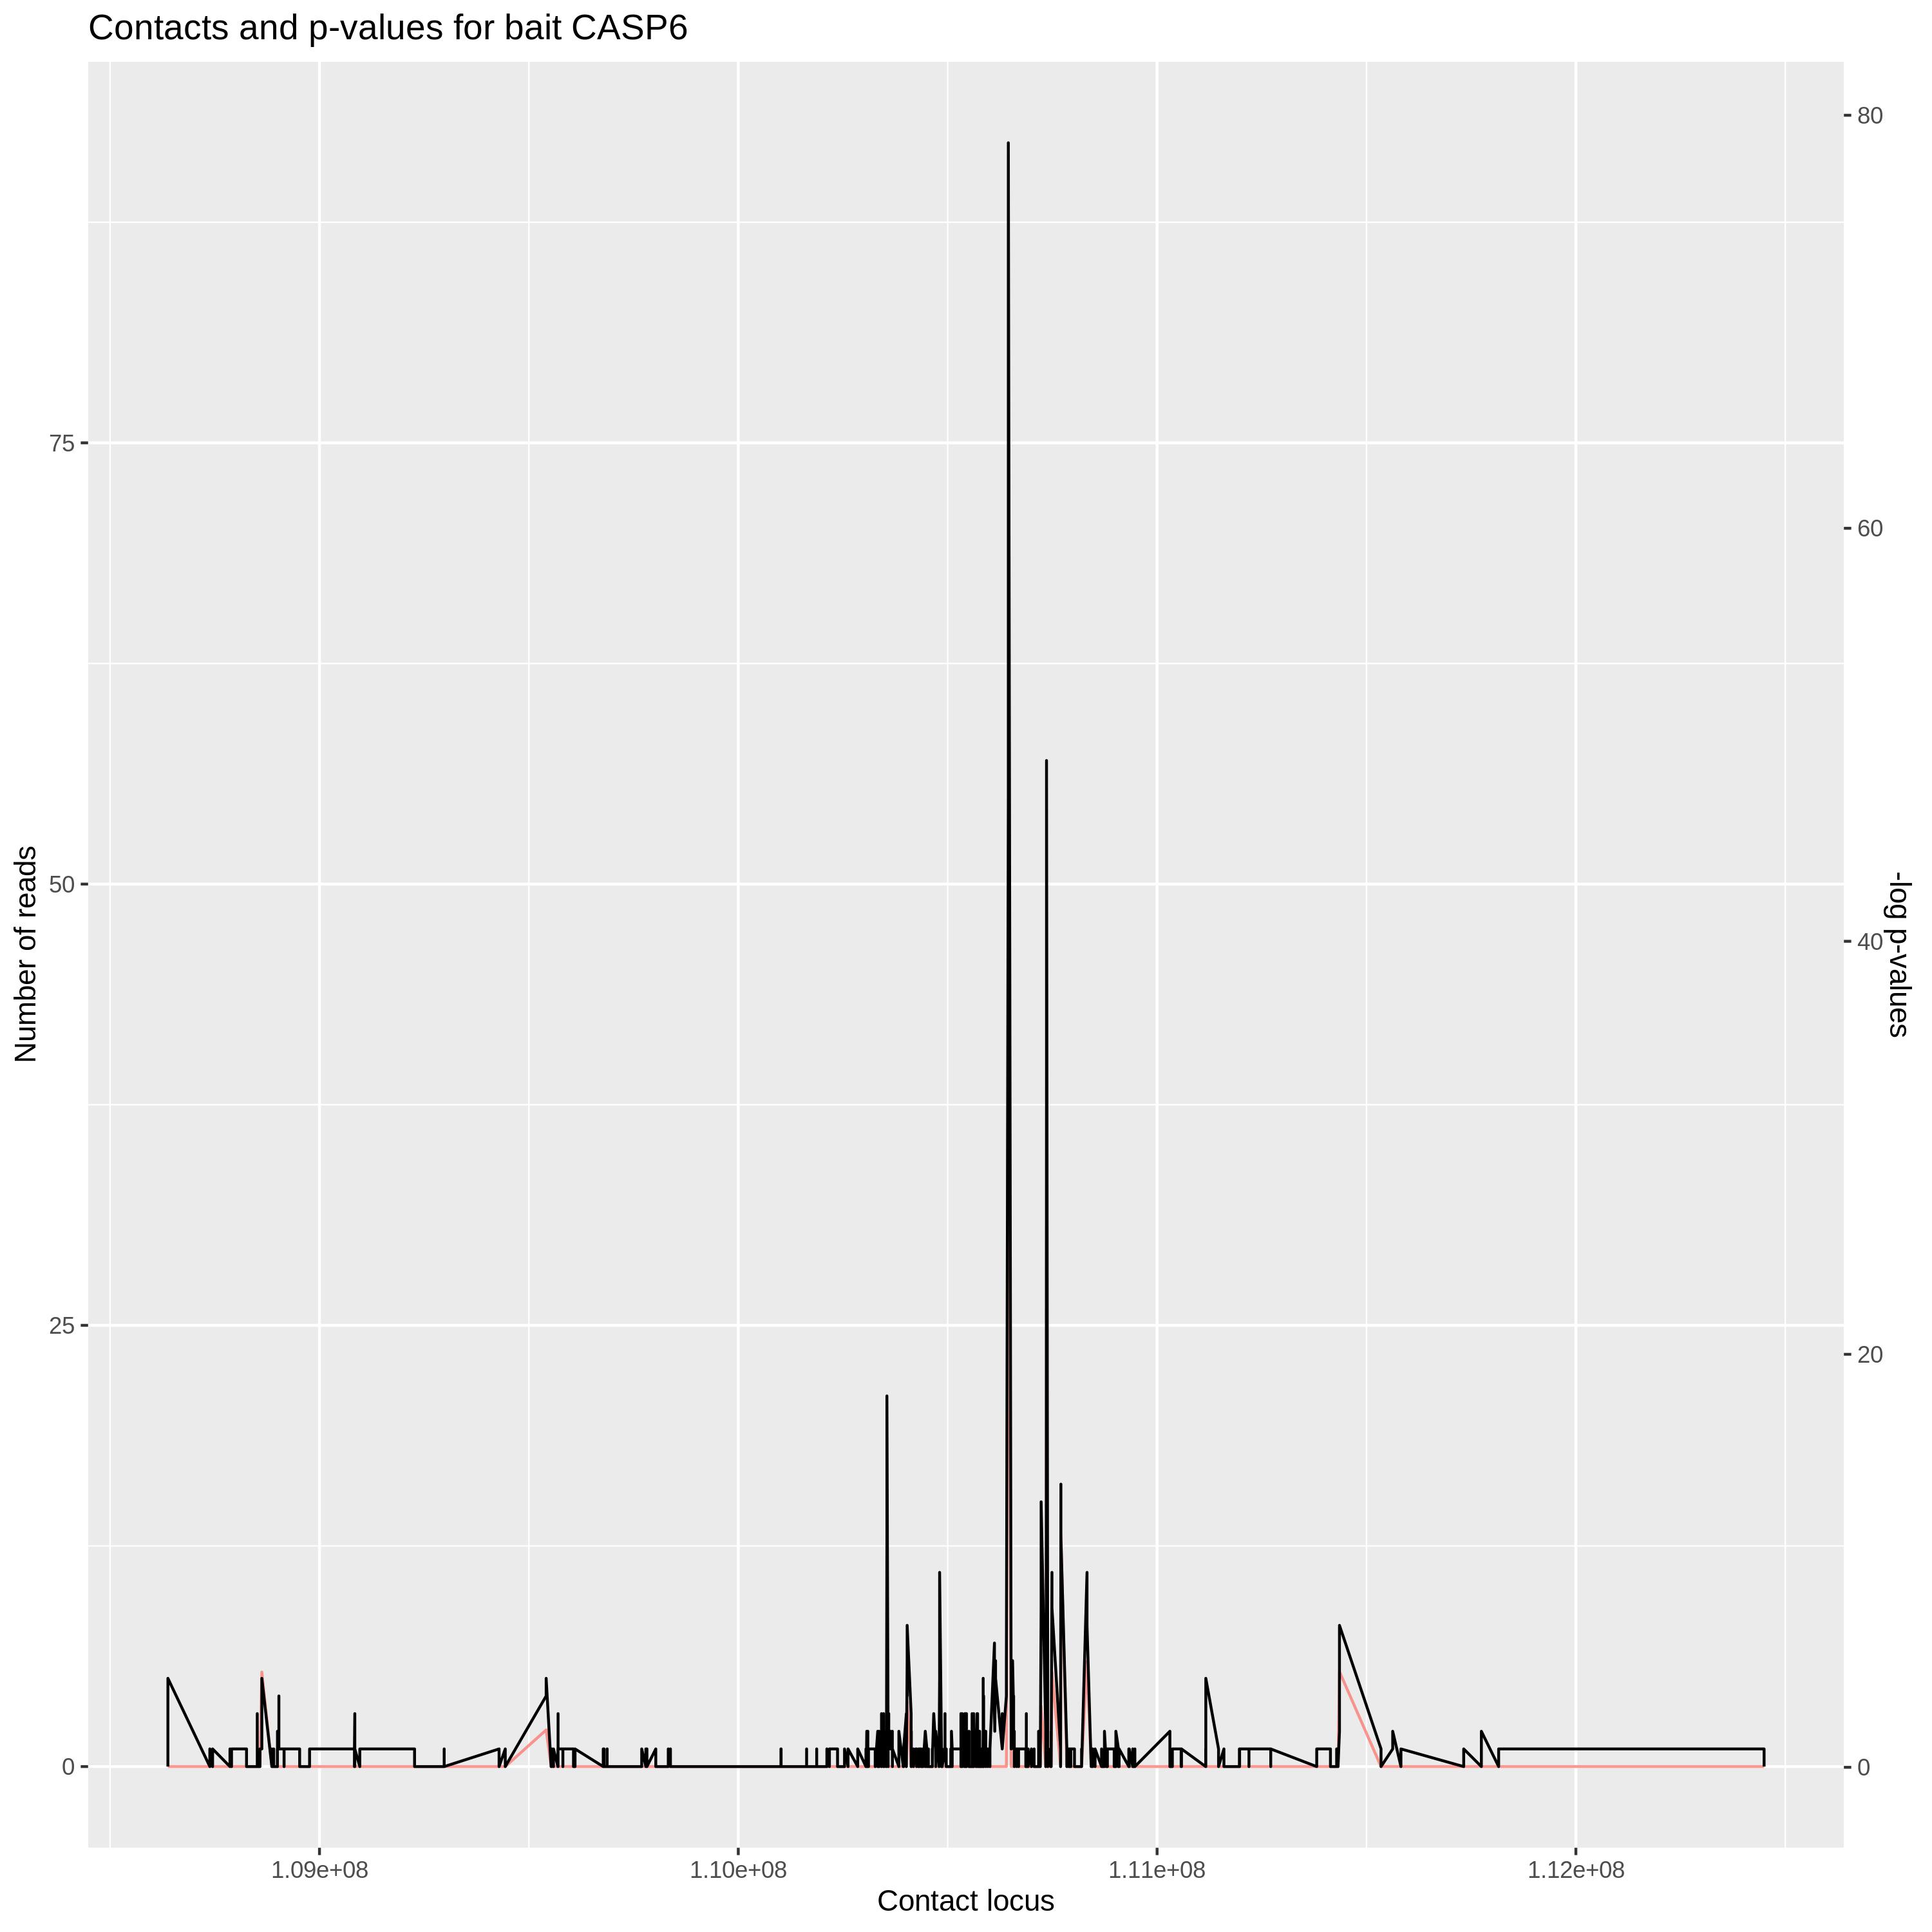 Contacts and p-values for bait CASP6
Number of reads
75
50
25
0
80
60
40
20
0
-log p-values
1.09e+08 1.10e+08 1.11e+08 1.12e+08
Contact locus